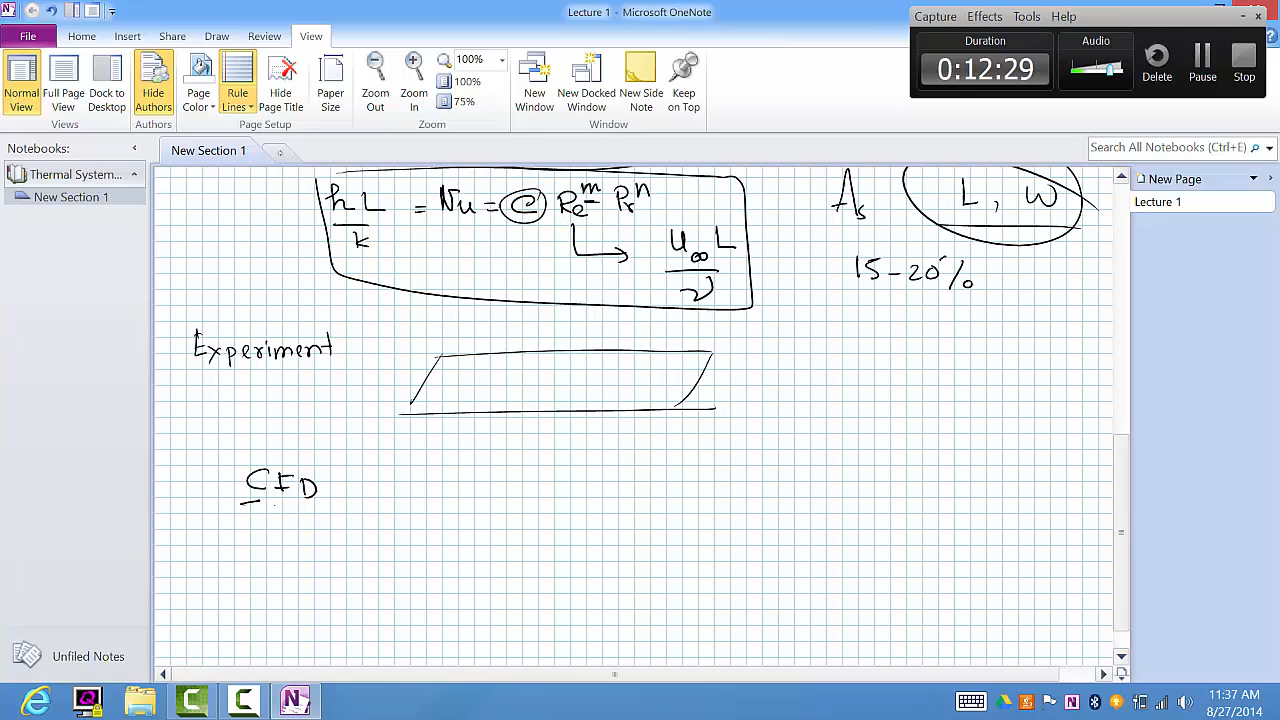 Lecture 1 - Microsoft OneNote
File Home Insert Share Draw Review View
Normal View
Full Page View
Dock to Desktop
Hide Authors
Page Color
Rule Lines
Hide Page Title
Paper Size
Zoom Out
Zoom In
100%
100%
75%
New Window
New Docked Window
New Side Note
Keep on Top
Views Authors Page Setup Zoom Window
Capture Effects Tools Help
Duration
0:12:29
Audio
Delete Pause Stop
Notebooks:
Thermal System...
New Section 1
New Section 1
Search All Notebooks (Ctrl+E)
New Page
Lecture 1
hL/k = Nu = C Re^m Pr^n
u∞ L/ν
As L, W
15-20%
Experiment
CFD
Unfiled Notes
11:37 AM
8/27/2014